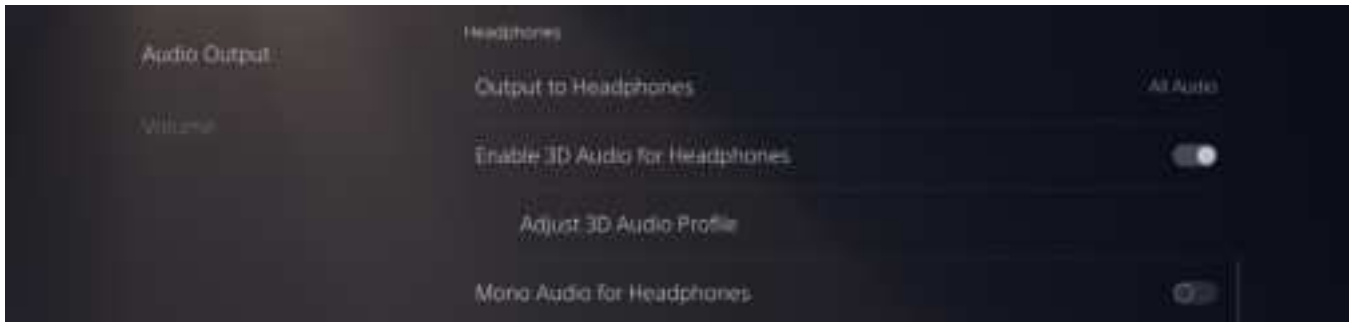 Headphones
Audio Output
Output to Headphones
All Audio
Volume
Enable 3D Audio for Headphones
Adjust 3D Audio Profile
Mono Audio for Headphones